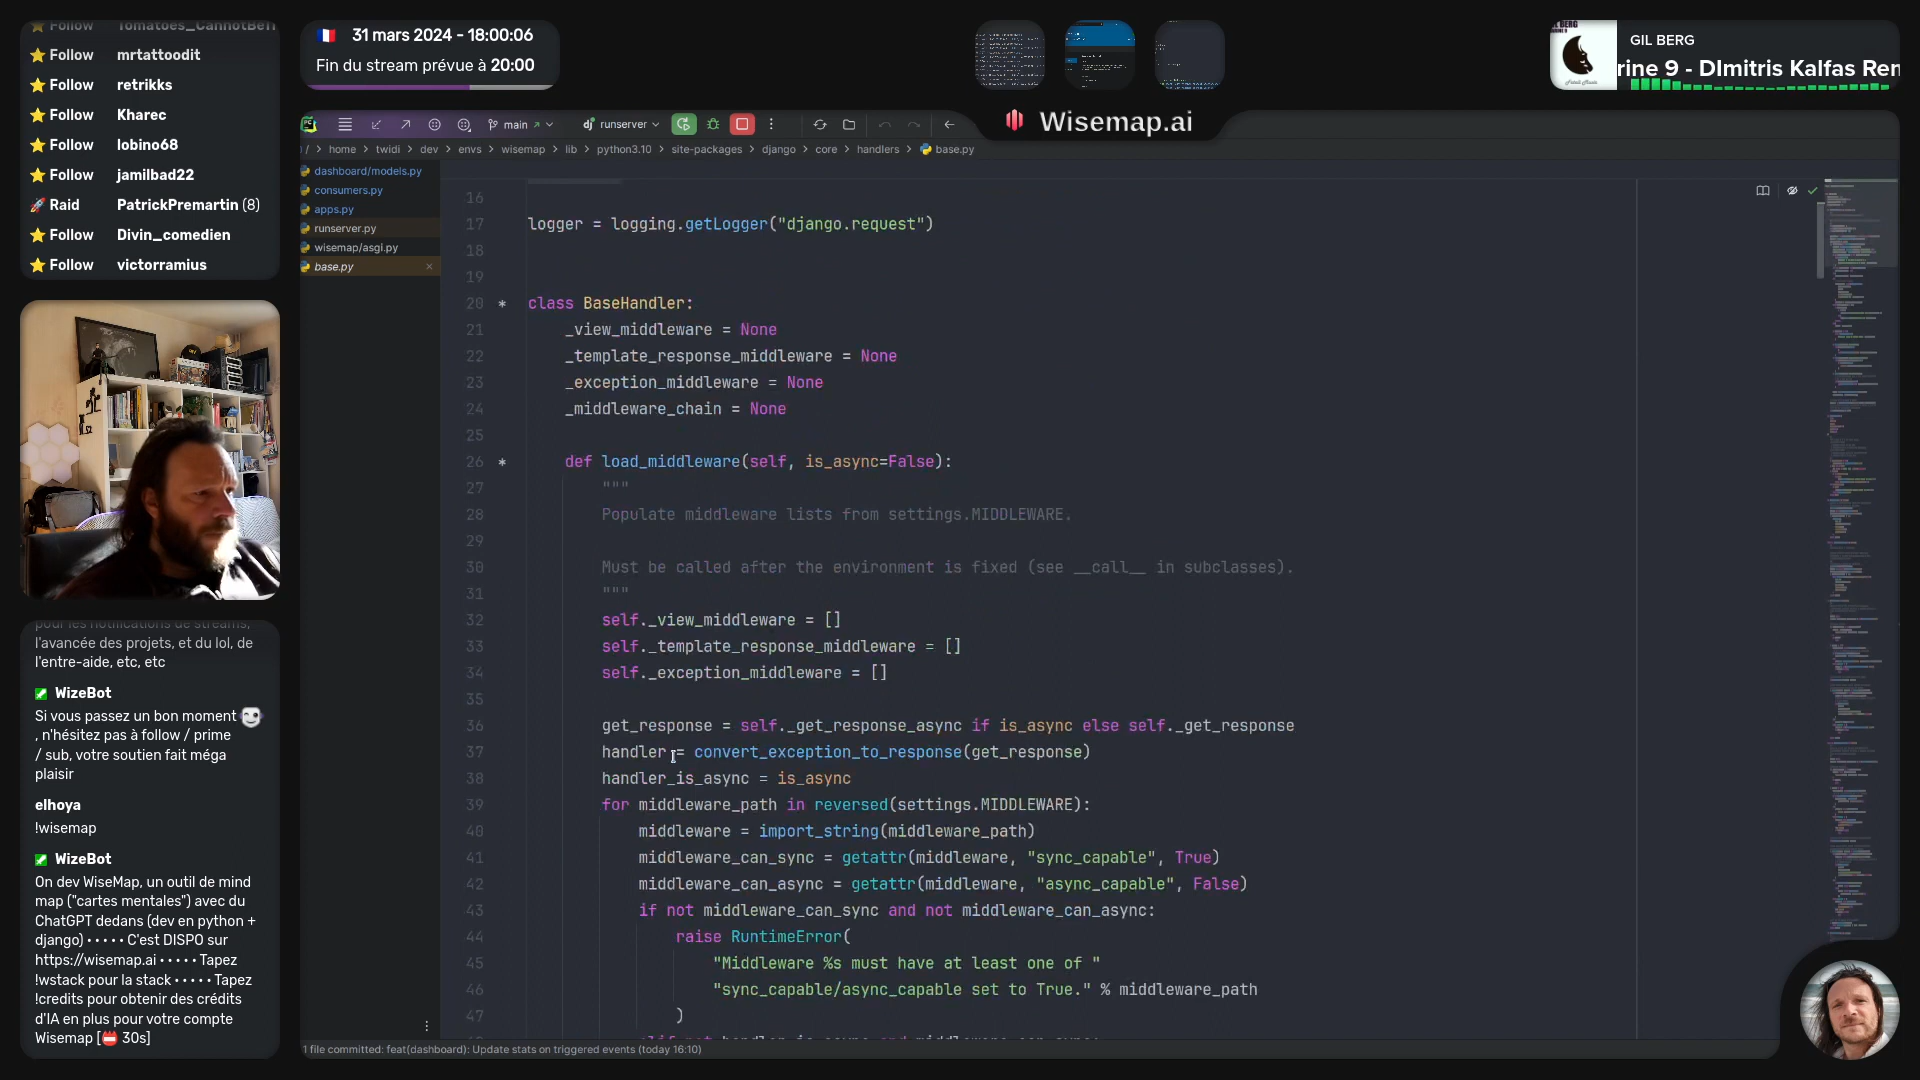 Follow Tomatoes_CannotBeFr
Follow mrtattoodit
Follow retrikks
Follow Kharec
Follow lobino68
Follow jamilbad22
Raid PatrickPremartin (8)
Follow Divin_comedien
Follow victorramius
31 mars 2024 - 18:00:06
Fin du stream prévue à 20:00
GIL BERG
rine 9 - DImitris Kalfas Ren
Wisemap.ai
main
runserver
/ > home > twidi > dev > envs > wisemap > lib > python3.10 > site-packages > django > core > handlers > base.py
dashboard/models.py
consumers.py
apps.py
runserver.py
wisemap/asgi.py
base.py
16
17 logger = logging.getLogger("django.request")
18
19
20 class BaseHandler:
21 _view_middleware = None
22 _template_response_middleware = None
23 _exception_middleware = None
24 _middleware_chain = None
25
26 def load_middleware(self, is_async=False):
27 """
28 Populate middleware lists from settings.MIDDLEWARE.
29
30 Must be called after the environment is fixed (see __call__ in subclasses).
31 """
32 self._view_middleware = []
33 self._template_response_middleware = []
34 self._exception_middleware = []
35
36 get_response = self._get_response_async if is_async else self._get_response
37 handler = convert_exception_to_response(get_response)
38 handler_is_async = is_async
39 for middleware_path in reversed(settings.MIDDLEWARE):
40 middleware = import_string(middleware_path)
41 middleware_can_sync = getattr(middleware, "sync_capable", True)
42 middleware_can_async = getattr(middleware, "async_capable", False)
43 if not middleware_can_sync and not middleware_can_async:
44 raise RuntimeError(
45 "Middleware %s must have at least one of "
46 "sync_capable/async_capable set to True." % middleware_path
47 )
1 file committed: feat(dashboard): Update stats on triggered events (today 16:10)
pour les notifications de streams,
l'avancée des projets, et du lol, de
l'entre-aide, etc, etc
WizeBot
Si vous passez un bon moment
, n'hésitez pas à follow / prime
/ sub, votre soutien fait méga
plaisir
elhoya
!wisemap
WizeBot
On dev WiseMap, un outil de mind
map ("cartes mentales") avec du
ChatGPT dedans (dev en python +
django) • • • • • C'est DISPO sur
https://wisemap.ai • • • • • Tapez
!wstack pour la stack • • • • • Tapez
!credits pour obtenir des crédits
d'IA en plus pour votre compte
Wisemap [30s]